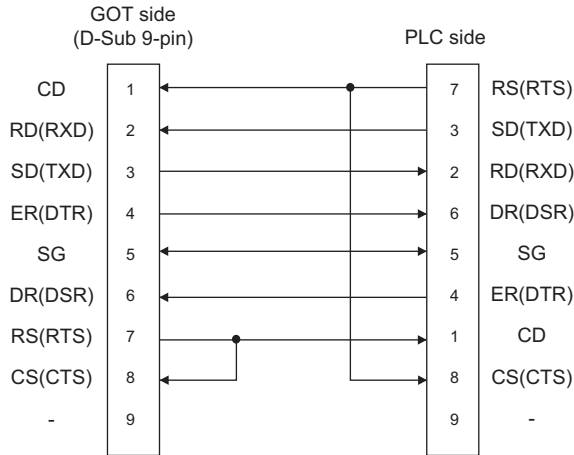 GOT side
(D-Sub 9-pin)
PLC side
CD 1 7 RS(RTS)
RD(RXD) 2 3 SD(TXD)
SD(TXD) 3 2 RD(RXD)
ER(DTR) 4 6 DR(DSR)
SG 5 5 SG
DR(DSR) 6 4 ER(DTR)
RS(RTS) 7 1 CD
CS(CTS) 8 8 CS(CTS)
- 9 9 -